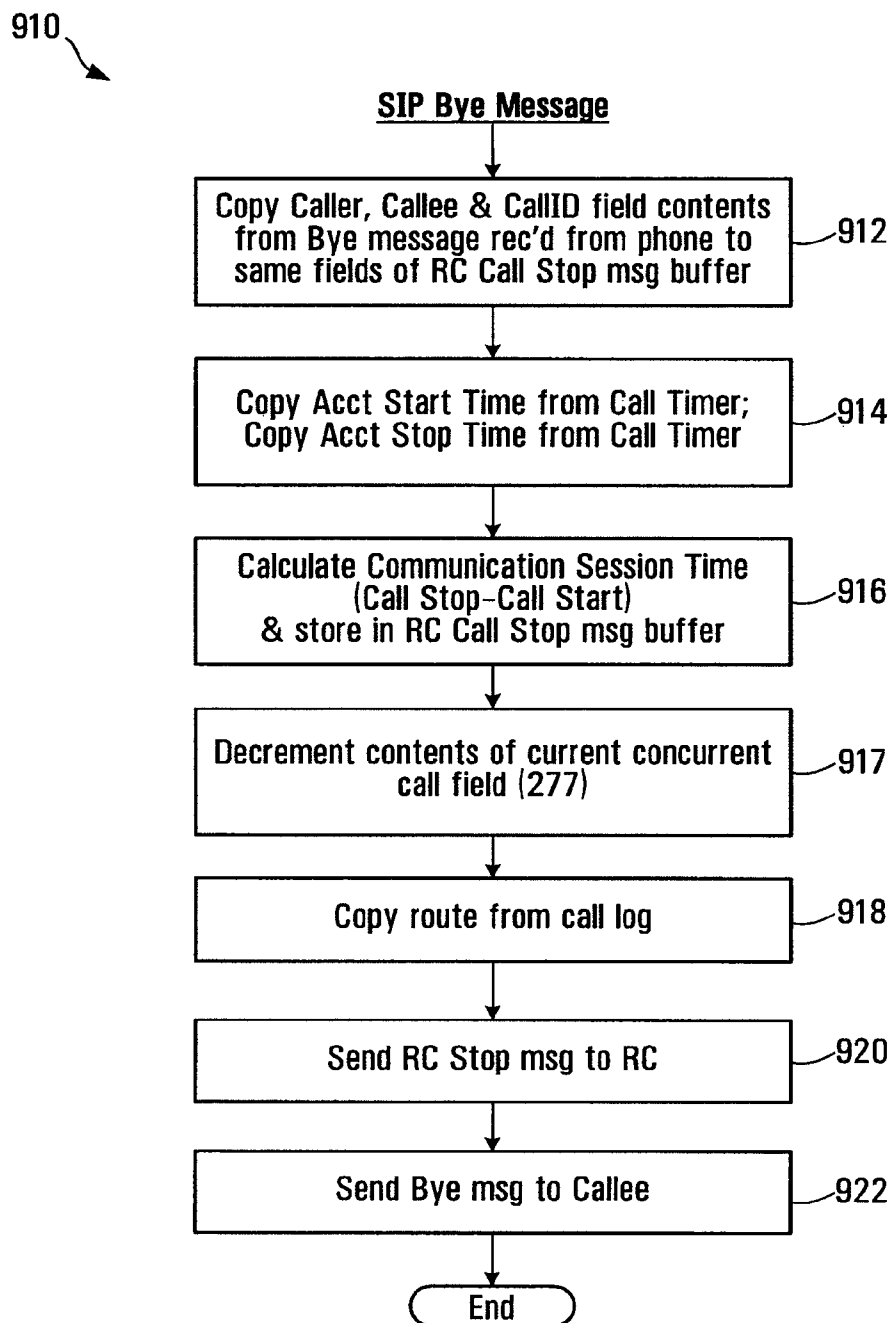 910
SIP Bye Message
Copy Caller, Callee & CallID field contents
from Bye message rec'd from phone to
same fields of RC Call Stop msg buffer
912
Copy Acct Start Time from Call Timer;
Copy Acct Stop Time from Call Timer
914
Calculate Communication Session Time
(Call Stop-Call Start)
& store in RC Call Stop msg buffer
916
Decrement contents of current concurrent
call field (277)
917
Copy route from call log
918
Send RC Stop msg to RC
920
Send Bye msg to Callee
922
End